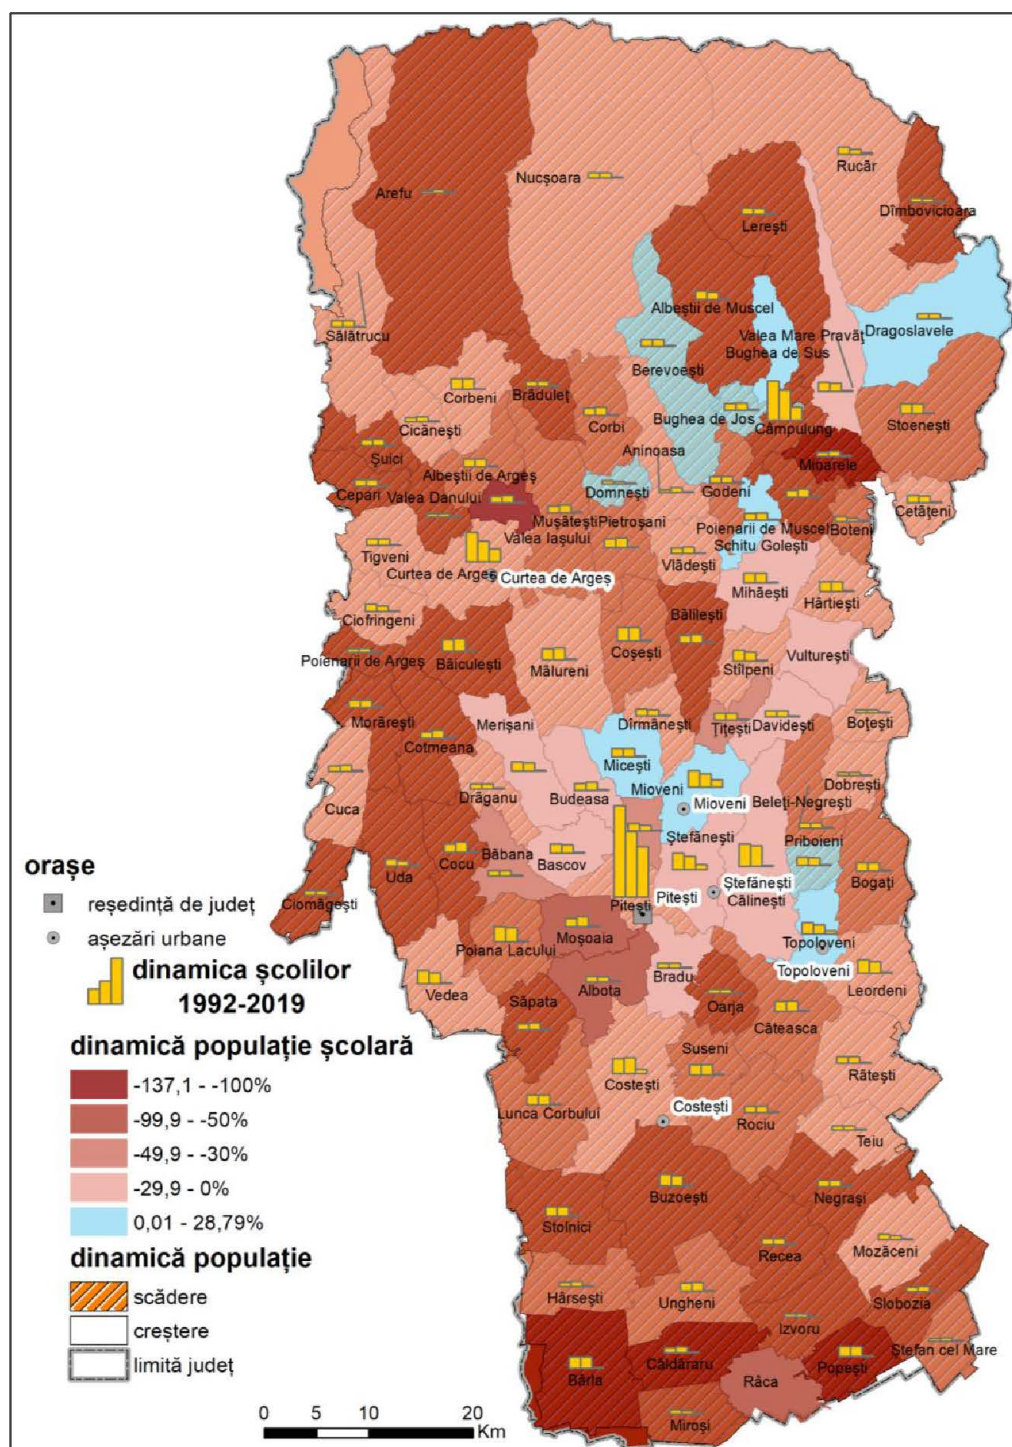 Rucăr
Nucșoara
Arefu
Dîmbovicioara
Lerești
Albeștii de Muscel
Dragoslavele
Sălătrucu
Valea Mare Pravăț
Bughea de Sus
Berevoești
Corbeni
Brăduleț
Corbi
Bughea de Jos
Câmpulung
Stoenești
Cicănești
Aninoasa
Șuici
Albeștii de Argeș
Mioarele
Cepari
Valea Danului
Domnești
Godeni
Cetățeni
Mușătești
Pietroșani
Poienarii de Muscel
Boteni
Valea Iașului
Schitu Golești
Tigveni
Curtea de Argeș
Curtea de Argeș
Vlădești
Mihăești
Hârtiești
Ciofringeni
Bălilești
Poienarii de Argeș
Băiculești
Mălureni
Coșești
Stîlpeni
Vulturești
Morărești
Merișani
Dîrmănești
Țițești
Davidești
Boțești
Cotmeana
Micești
Mioveni
Mioveni
Dobrești
Cuca
Drăganu
Budeasa
Beleți-Negrești
Ștefănești
Priboieni
Cocu
Băbana
Bascov
Uda
Bogați
Ciomăgești
Pitești
Pitești
Ștefănești
Călinești
Poiana Lacului
Moșoaia
Topoloveni
Topoloveni
Vedea
Albota
Bradu
Leordeni
Săpata
Oarja
Căteasca
Suseni
Costești
Rătești
Lunca Corbului
Costești
Rociu
Teiu
Buzoești
Negrași
Stolnici
Recea
Mozăceni
Hârsești
Ungheni
Slobozia
Izvoru
Ștefan cel Mare
Bârla
Căldăraru
Popești
Râca
Miroși
orașe
reședință de județ
așezări urbane
dinamica școlilor
1992-2019
dinamică populație școlară
-137,1 - -100%
-99,9 - -50%
-49,9 - -30%
-29,9 - 0%
0,01 - 28,79%
dinamică populație
scădere
creștere
limită județ
0 5 10 20
Km